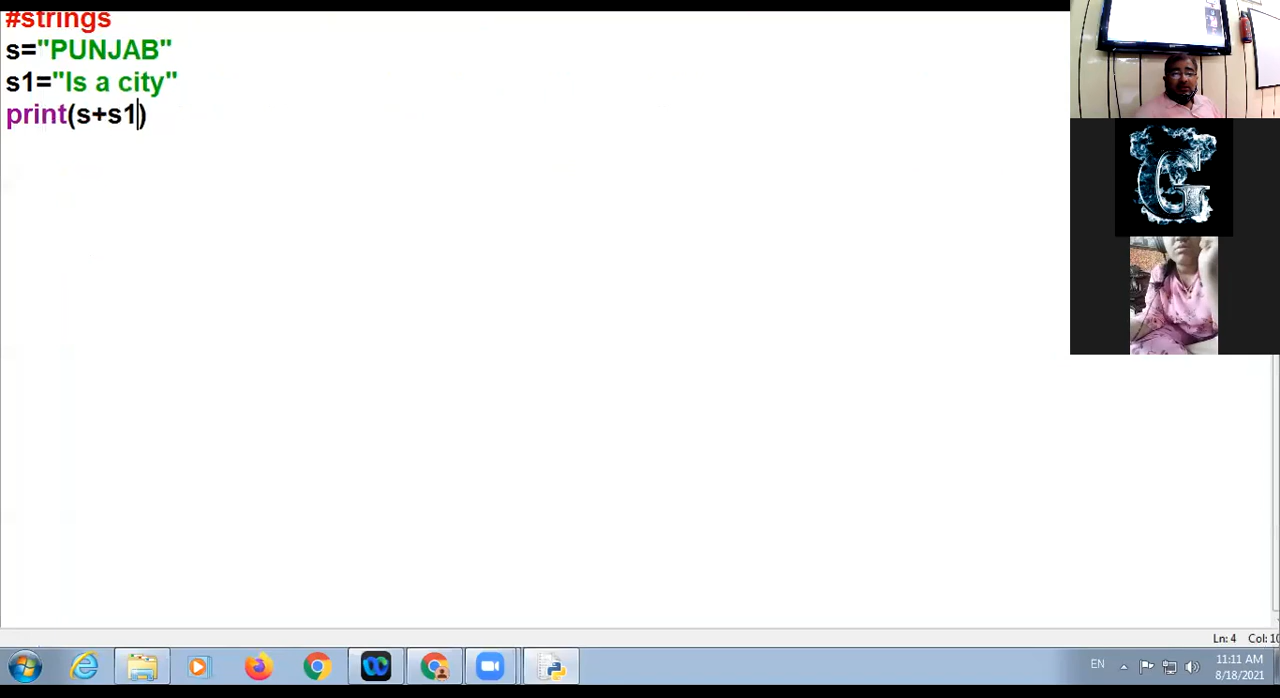 #strings
s="PUNJAB"
s1="Is a city"
print(s+s1)
G
Ln: 4 Col: 10
EN
11:11 AM
8/18/2021